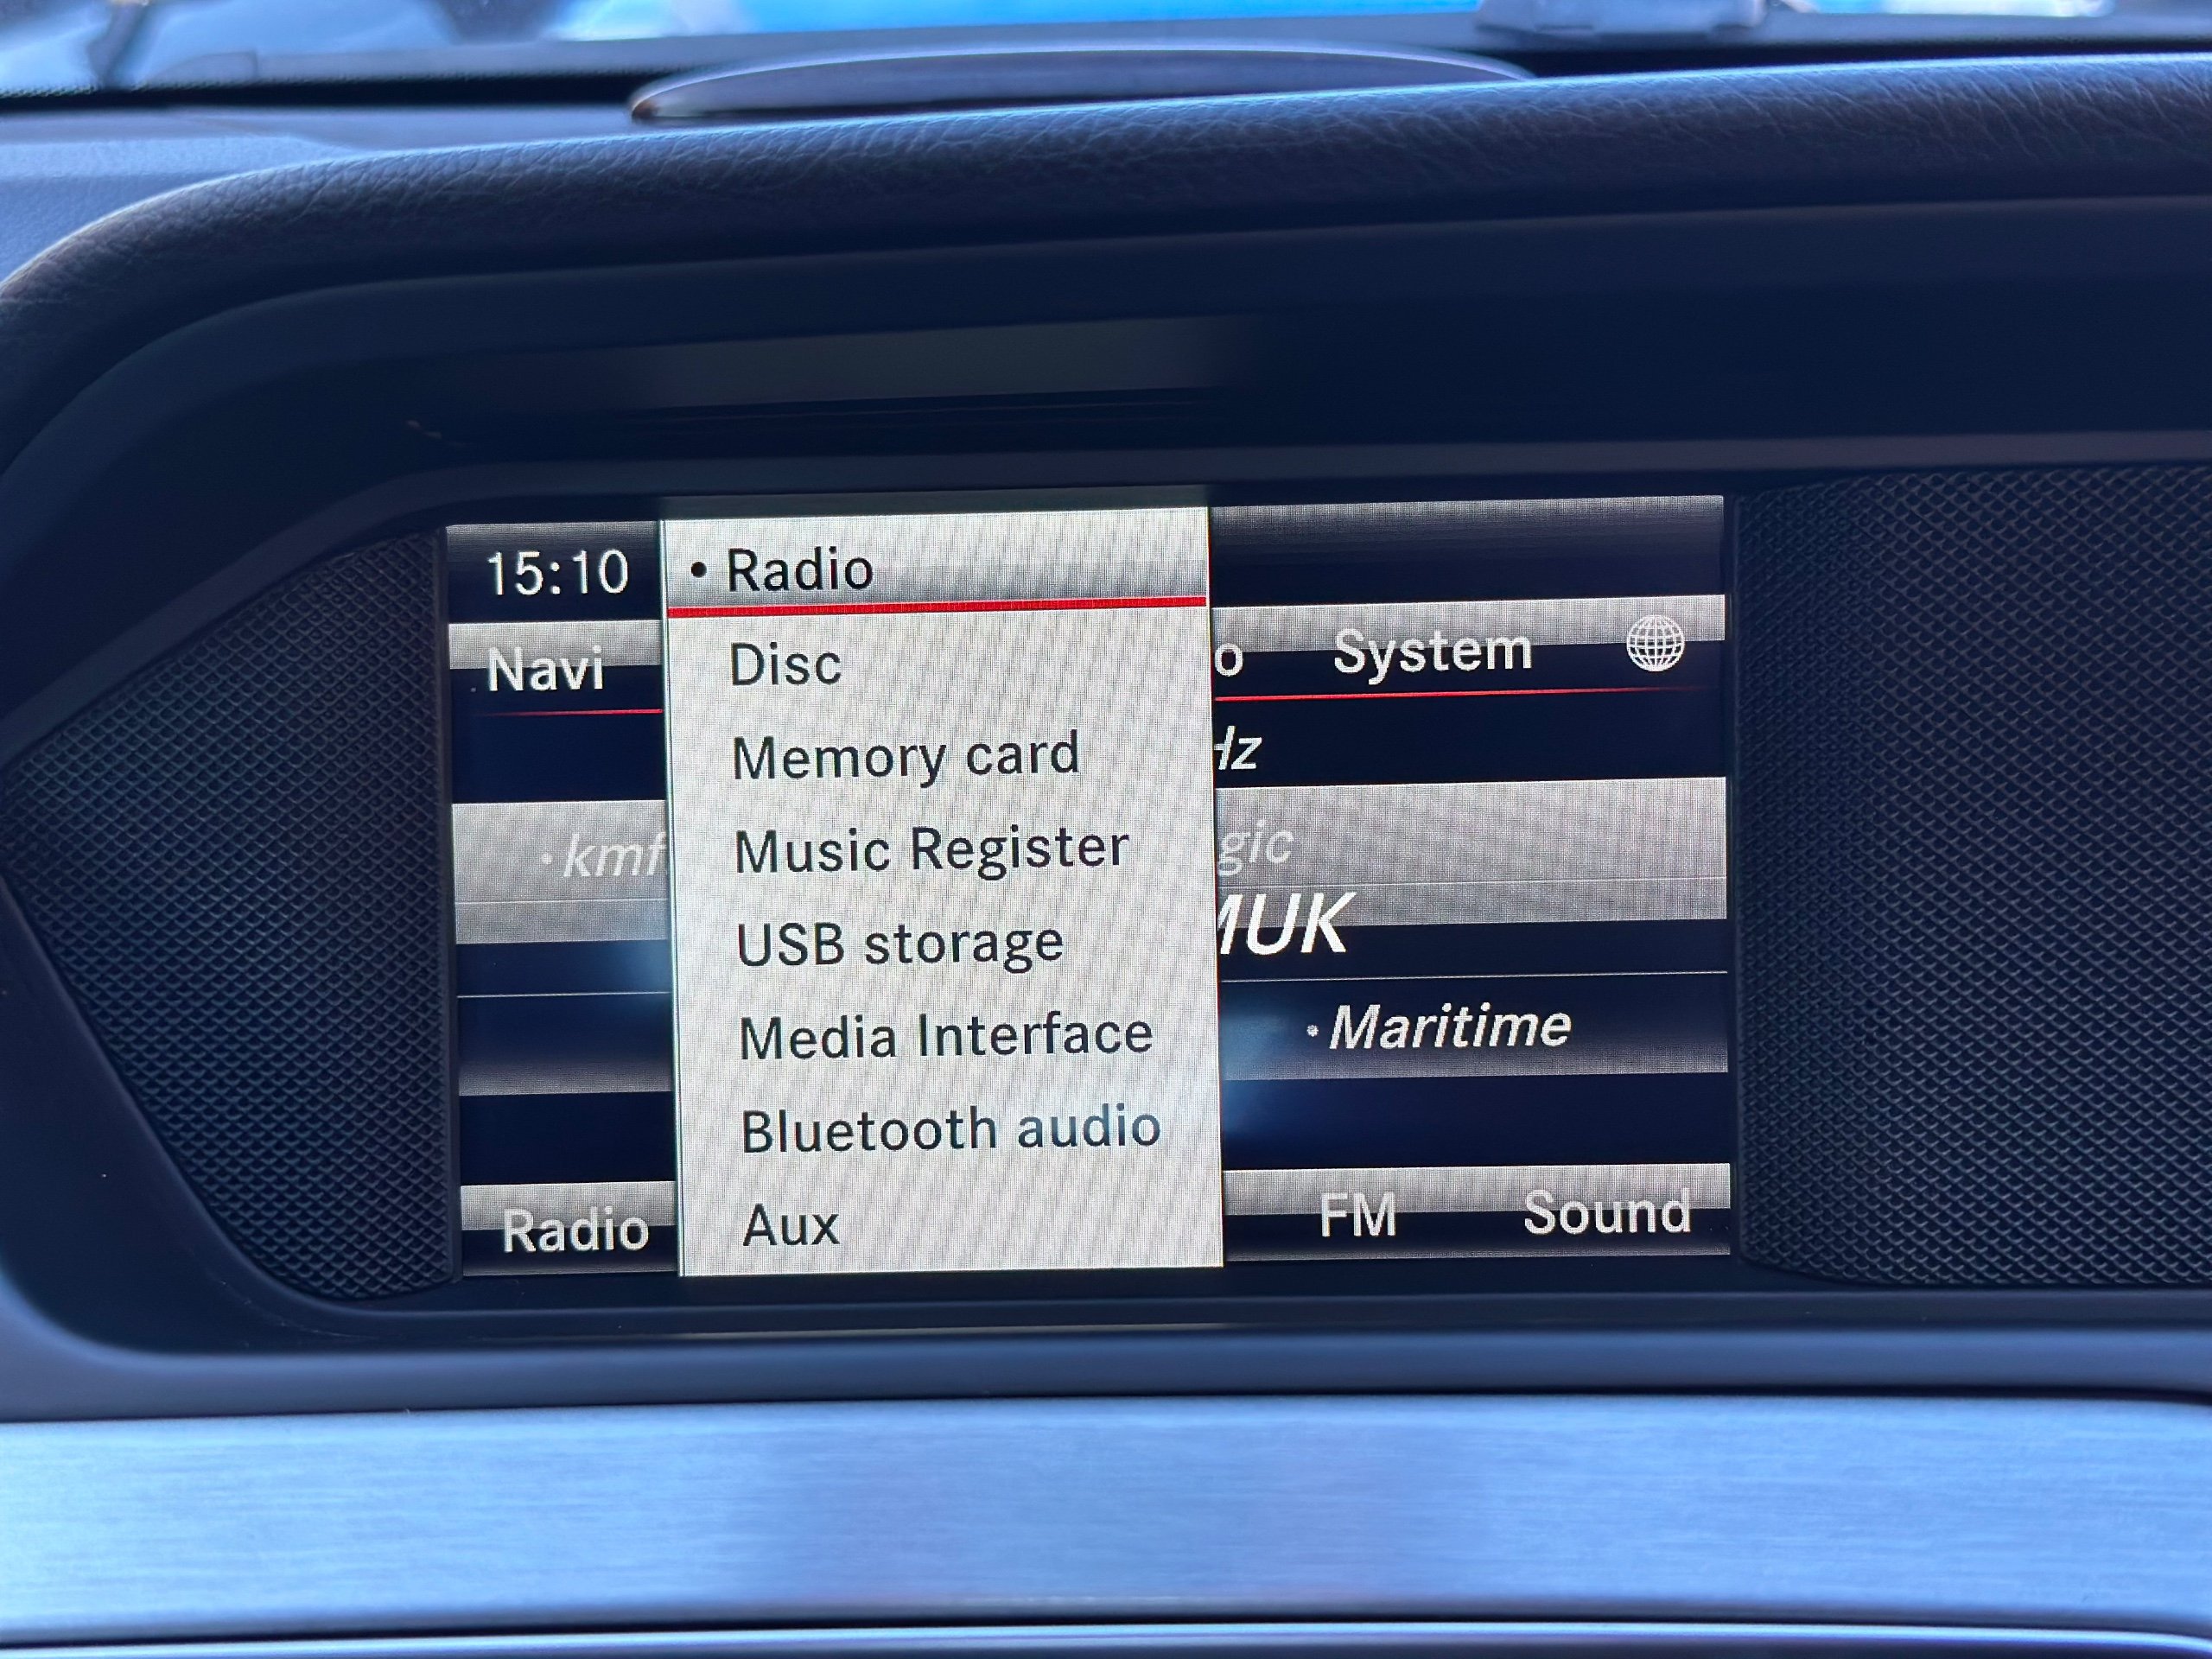 15:10
• Radio
Disc
Memory card
Music Register
USB storage
Media Interface
Bluetooth audio
Aux
Navi
System
• Maritime
Radio
FM
Sound